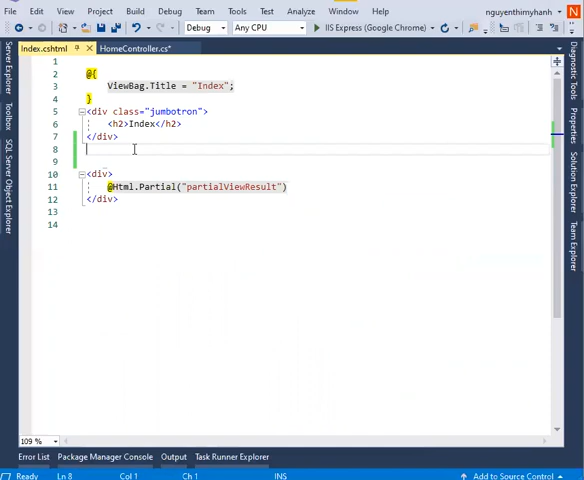 File Edit View Project Build Debug Team Tools Test Analyze Window Help
nguyenthimyhanh N
Debug Any CPU IIS Express (Google Chrome)
Index.cshtml HomeController.cs*
1
2 @{
3 ViewBag.Title = "Index";
4 }
5 <div class="jumbotron">
6 <h2>Index</h2>
7 </div>
8
9
10 <div>
11 @Html.Partial("partialViewResult")
12 </div>
13
14
Server Explorer
Toolbox
SQL Server Object Explorer
Diagnostic Tools
Properties
Solution Explorer
Team Explorer
109 %
Error List Package Manager Console Output Task Runner Explorer
Ready Ln 8 Col 1 Ch 1 INS Add to Source Control